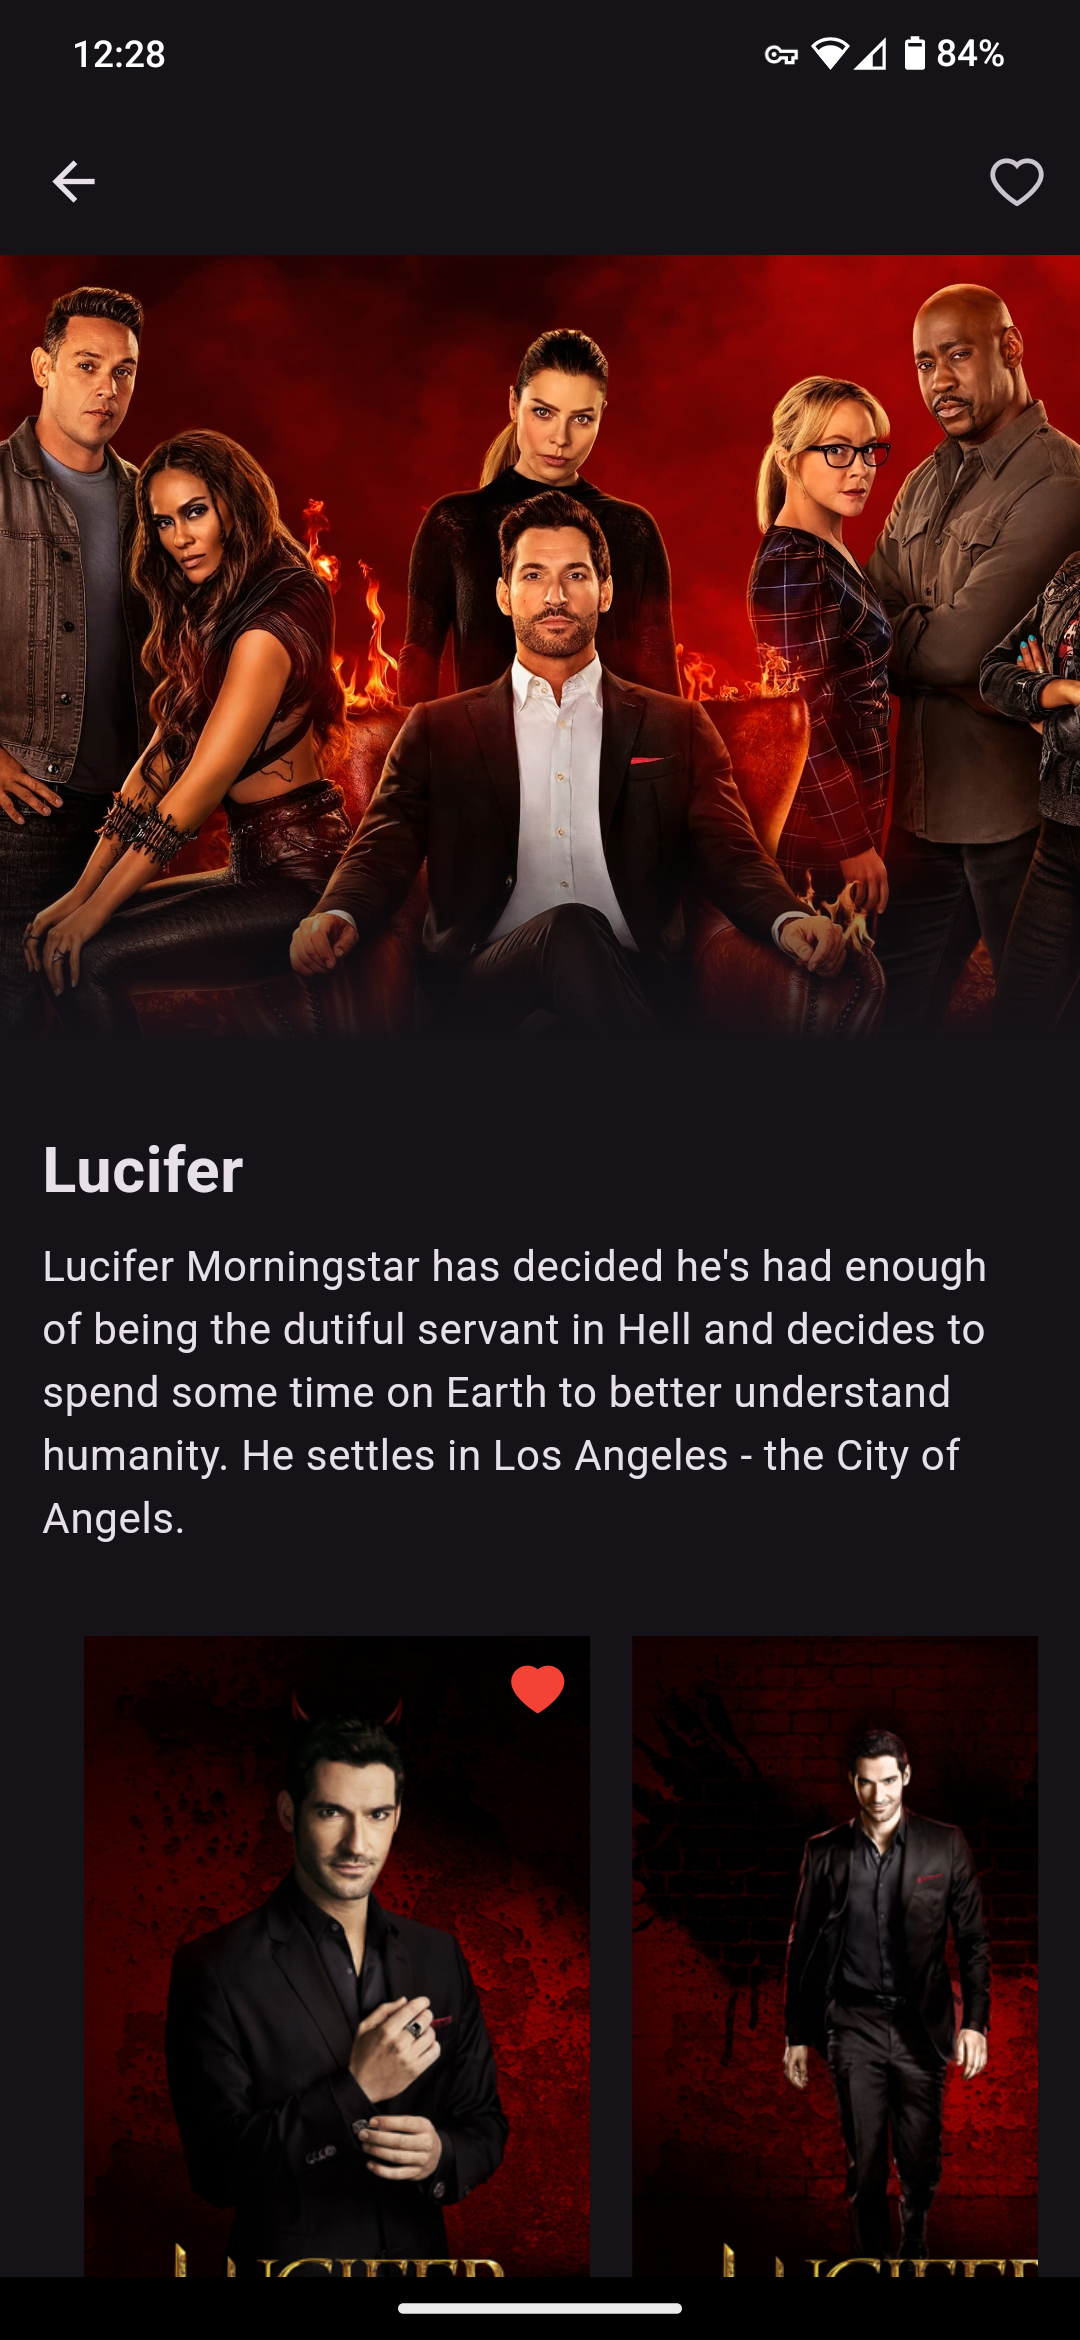 12:28
84%
Lucifer
Lucifer Morningstar has decided he's had enough
of being the dutiful servant in Hell and decides to
spend some time on Earth to better understand
humanity. He settles in Los Angeles - the City of
Angels.
LUCIFER